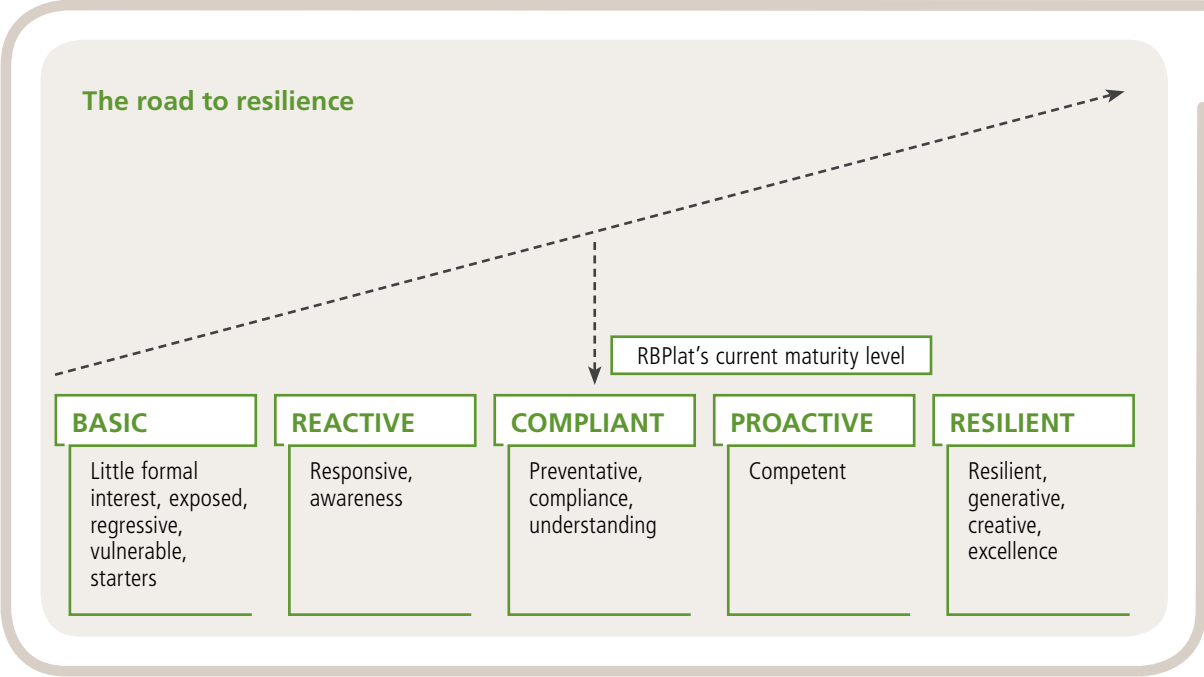 The road to resilience
RBPlat's current maturity level
BASIC
Little formal
interest, exposed,
regressive,
vulnerable,
starters
REACTIVE
Responsive,
awareness
COMPLIANT
Preventative,
compliance,
understanding
PROACTIVE
Competent
RESILIENT
Resilient,
generative,
creative,
excellence